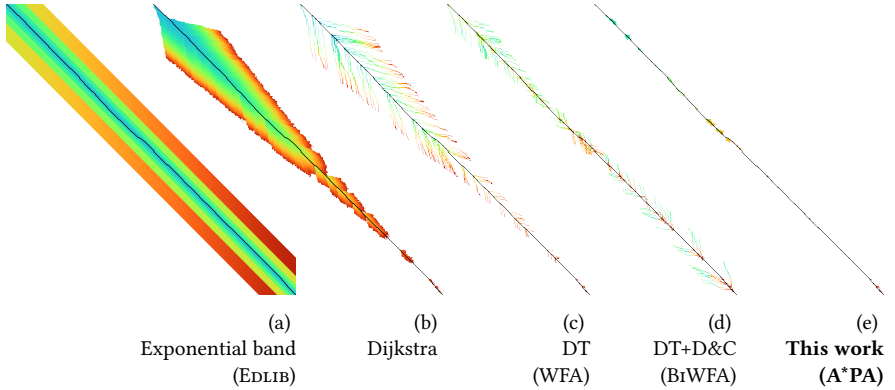 (a) (b) (c) (d) (e)
Exponential band Dijkstra DT DT+D&C This work
(EDLIB) (WFA) (BIWFA) (A*PA)